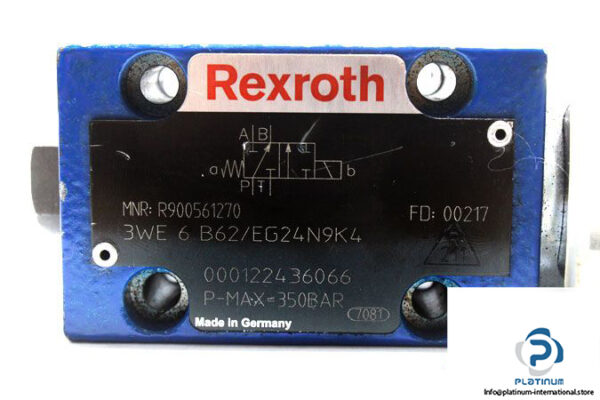 Rexroth
A B
a b
P T
MNR: R900561270 FD: 00217
3WE 6 B62/EG24N9K4
000122436066
P-MAX=350BAR
7081
Made in Germany
PLATINUM
Info@platinum-international.store